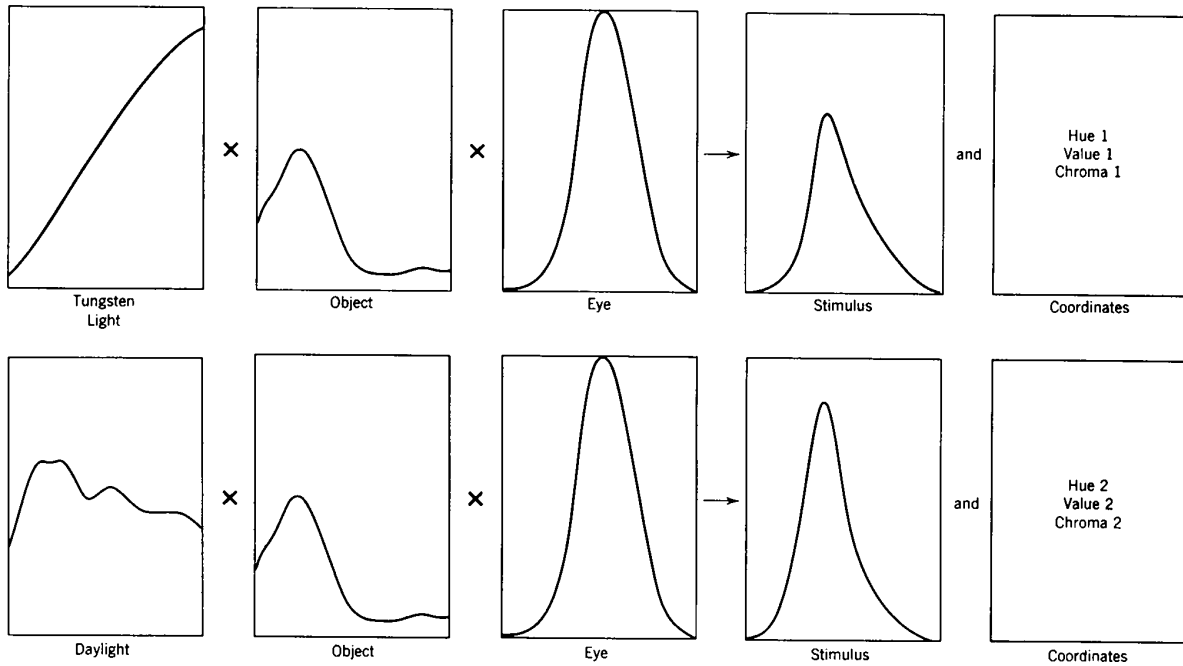 ×
×
→
and
Hue 1
Value 1
Chroma 1
Tungsten
Light
Object
Eye
Stimulus
Coordinates
×
×
→
and
Hue 2
Value 2
Chroma 2
Daylight
Object
Eye
Stimulus
Coordinates